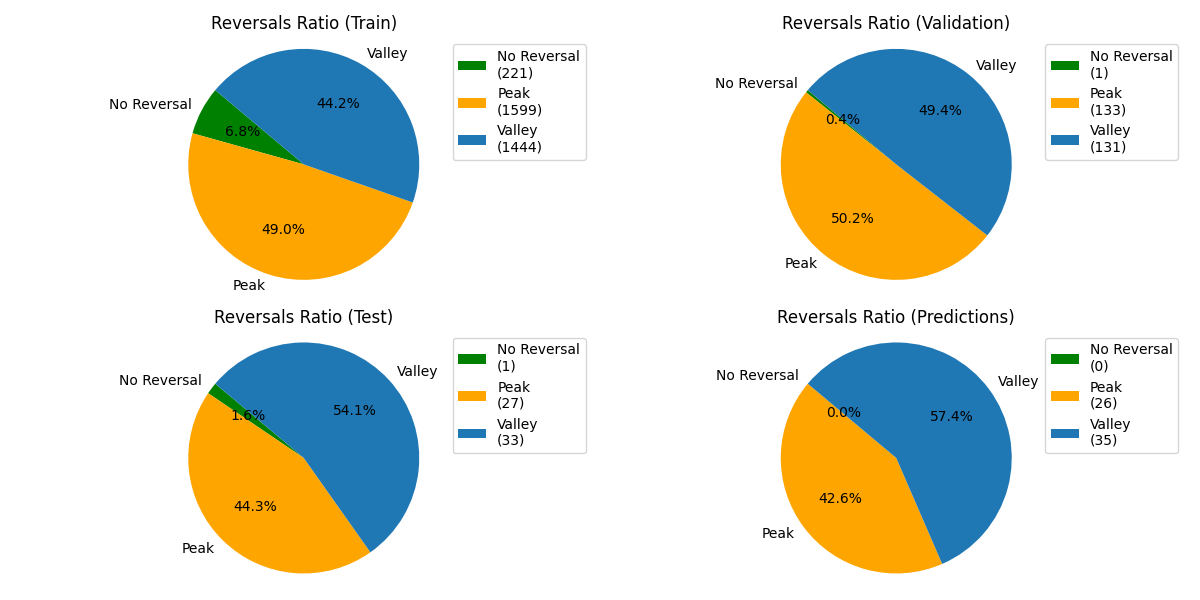 Reversals Ratio (Train)
Valley
No Reversal
44.2%
6.8%
49.0%
Peak
No Reversal
(221)
Peak
(1599)
Valley
(1444)
Reversals Ratio (Validation)
Valley
No Reversal
49.4%
0.4%
50.2%
Peak
No Reversal
(1)
Peak
(133)
Valley
(131)
Reversals Ratio (Test)
Valley
No Reversal
54.1%
1.6%
44.3%
Peak
No Reversal
(1)
Peak
(27)
Valley
(33)
Reversals Ratio (Predictions)
No Reversal
Valley
0.0%
57.4%
42.6%
Peak
No Reversal
(0)
Peak
(26)
Valley
(35)